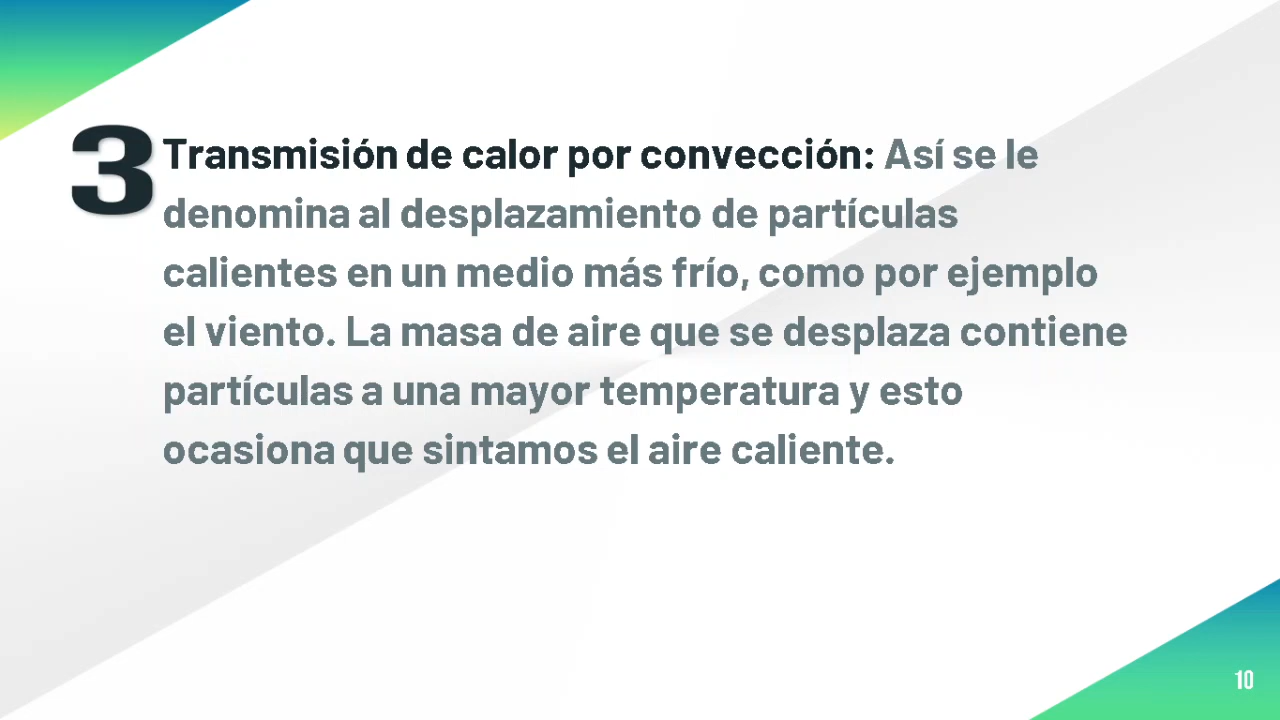 3 Transmisión de calor por convección: Así se le
denomina al desplazamiento de partículas
calientes en un medio más frío, como por ejemplo
el viento. La masa de aire que se desplaza contiene
partículas a una mayor temperatura y esto
ocasiona que sintamos el aire caliente.
10